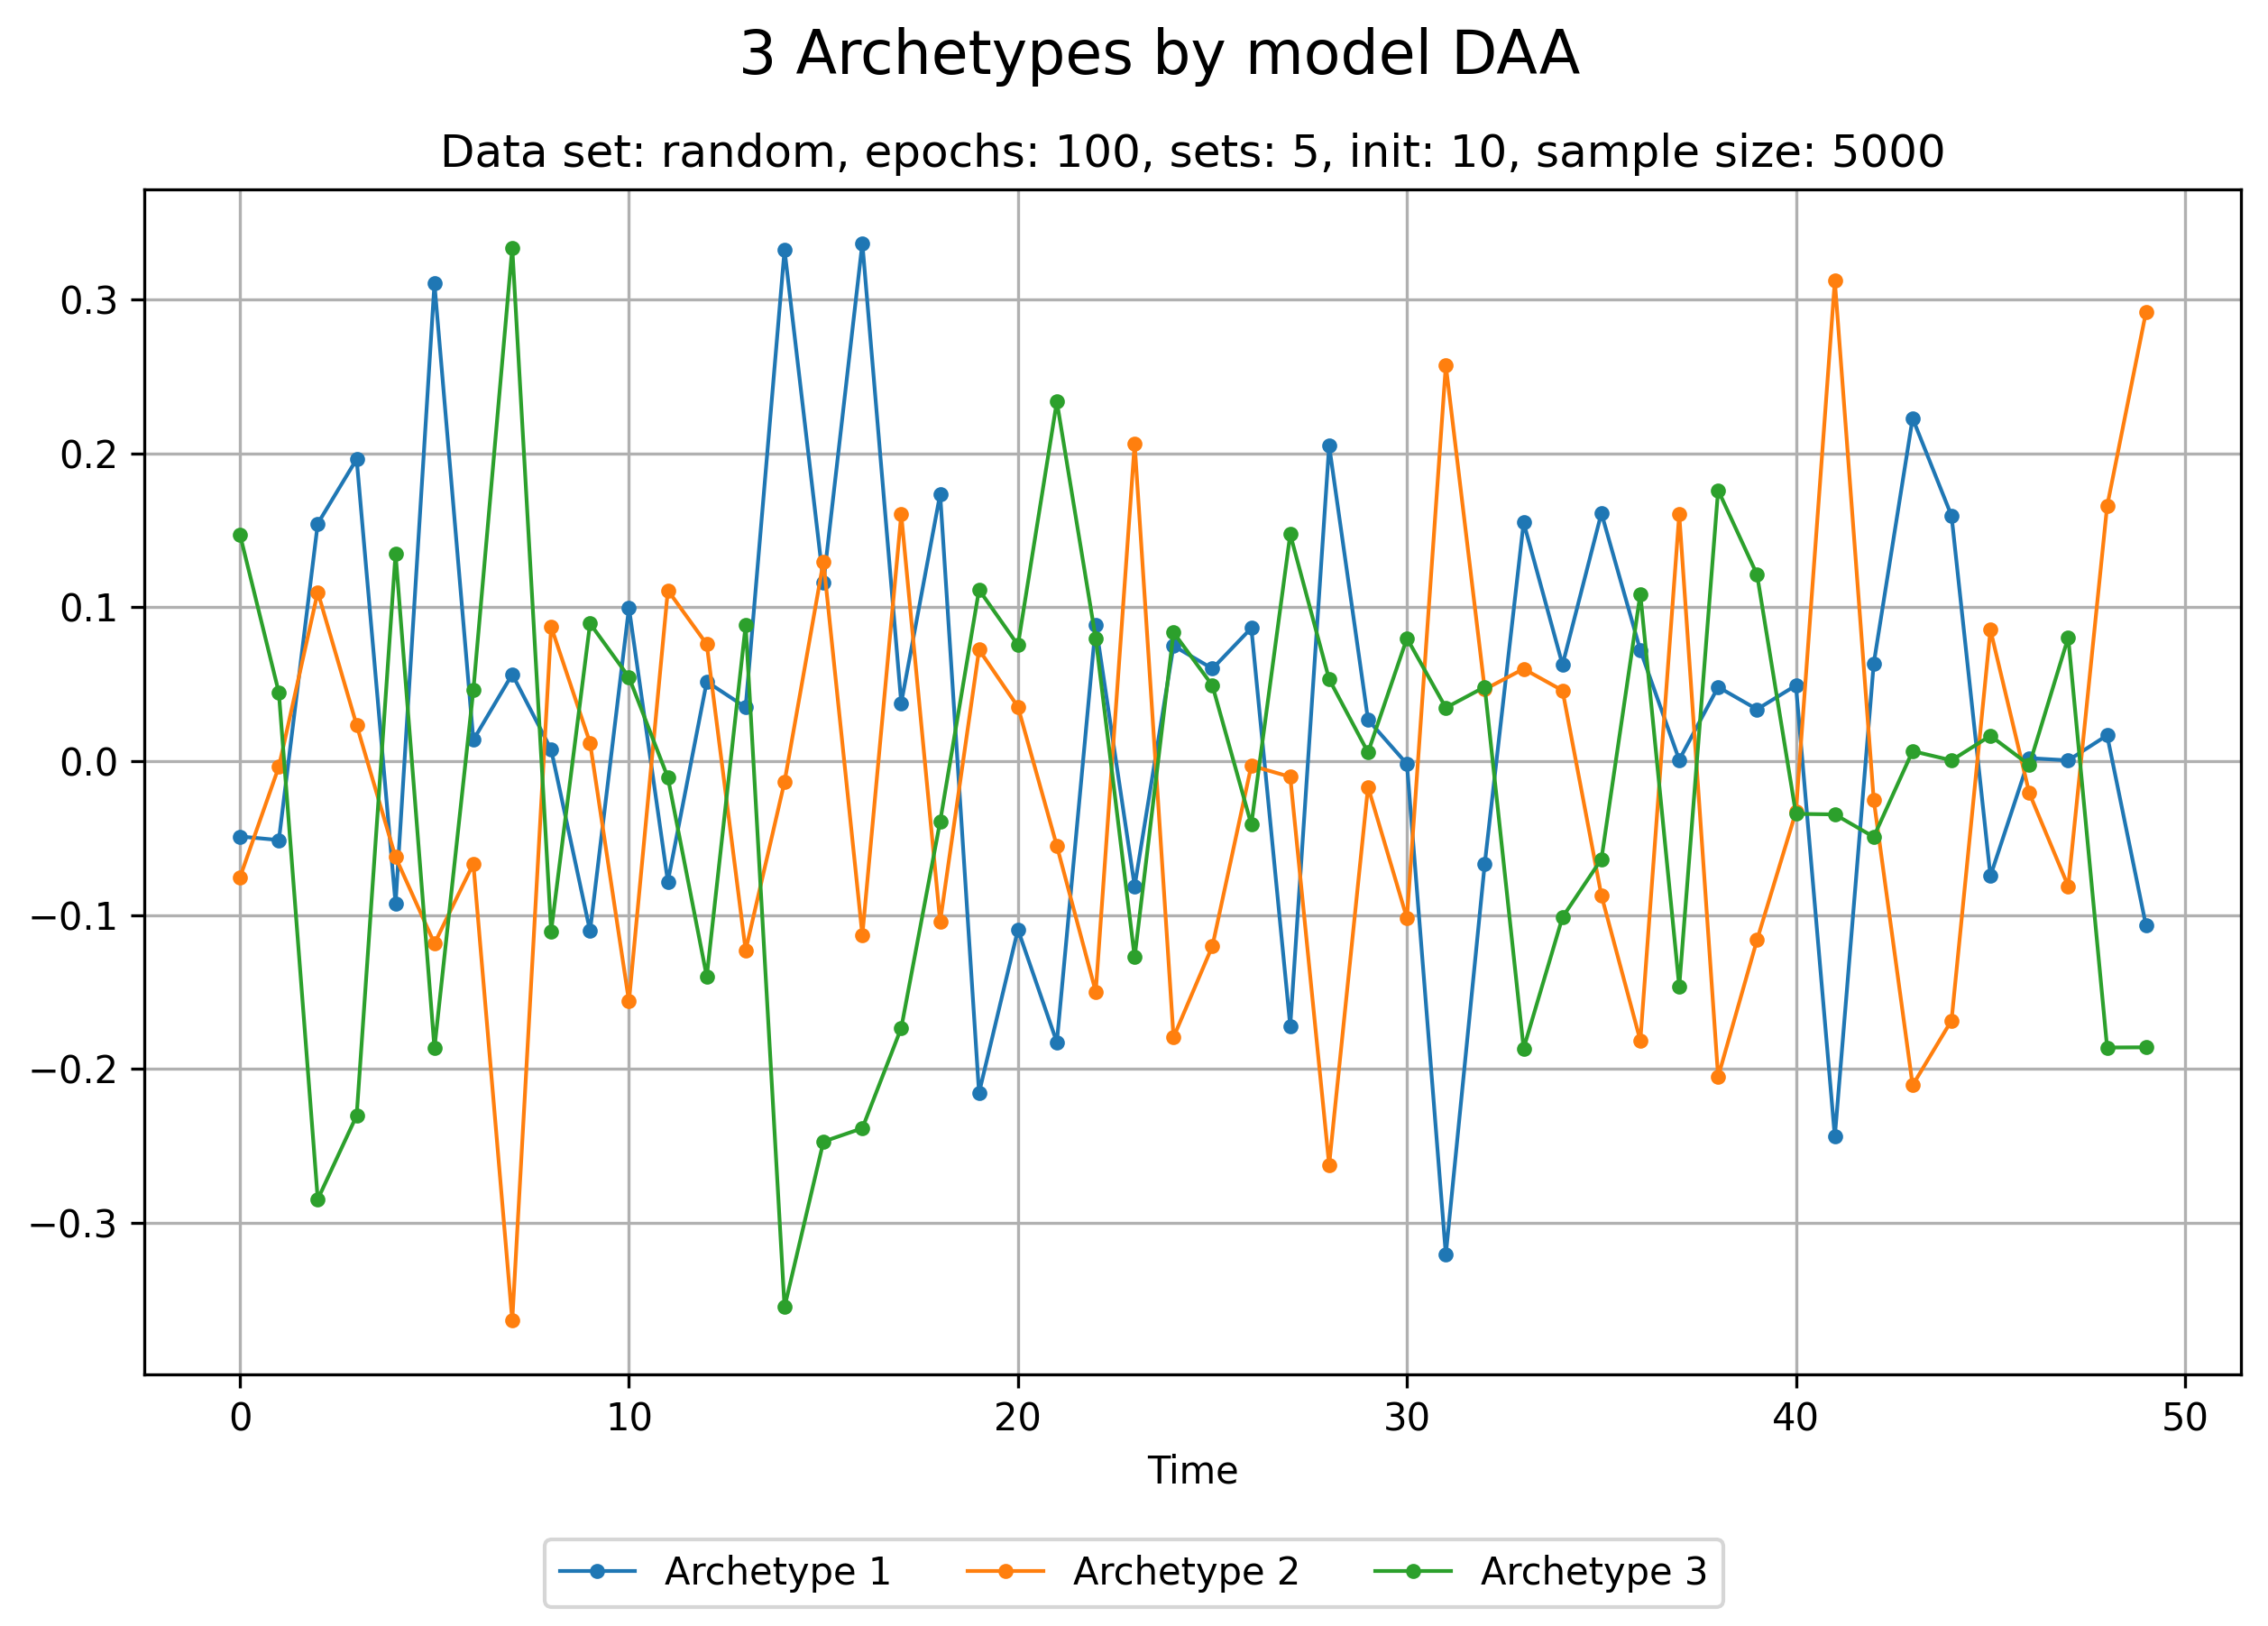 3 Archetypes by model DAA
Data set: random, epochs: 100, sets: 5, init: 10, sample size: 5000
0.3
0.2
0.1
0.0
−0.1
−0.2
−0.3
0 10 20 30 40 50
Time
Archetype 1 Archetype 2 Archetype 3